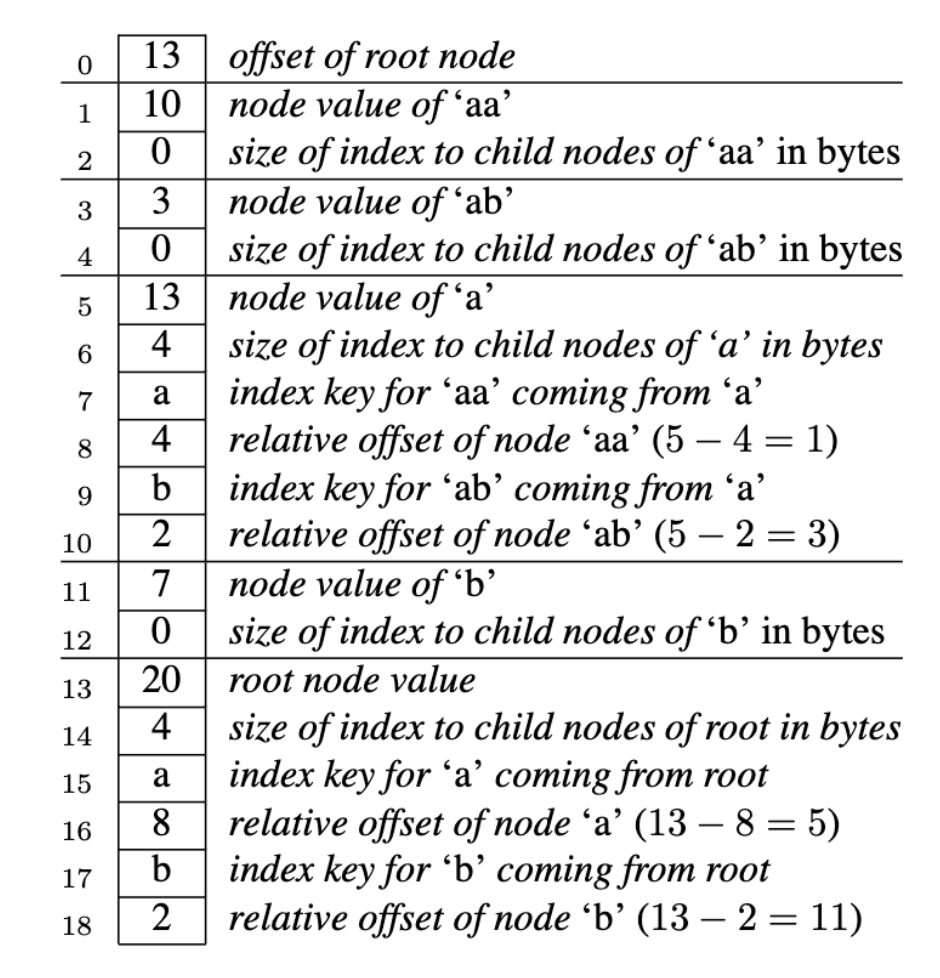 0 13 offset of root node
1 10 node value of ‘aa’
2 0 size of index to child nodes of ‘aa’ in bytes
3 3 node value of ‘ab’
4 0 size of index to child nodes of ‘ab’ in bytes
5 13 node value of ‘a’
6 4 size of index to child nodes of ‘a’ in bytes
7 a index key for ‘aa’ coming from ‘a’
8 4 relative offset of node ‘aa’ (5 − 4 = 1)
9 b index key for ‘ab’ coming from ‘a’
10 2 relative offset of node ‘ab’ (5 − 2 = 3)
11 7 node value of ‘b’
12 0 size of index to child nodes of ‘b’ in bytes
13 20 root node value
14 4 size of index to child nodes of root in bytes
15 a index key for ‘a’ coming from root
16 8 relative offset of node ‘a’ (13 − 8 = 5)
17 b index key for ‘b’ coming from root
18 2 relative offset of node ‘b’ (13 − 2 = 11)